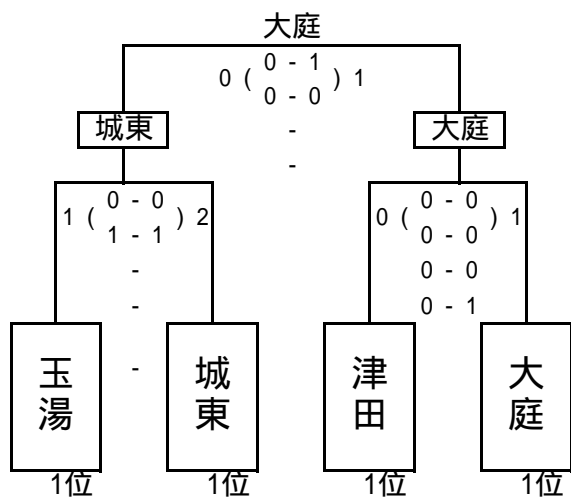 大庭
0 ( 0 - 1 ) 1
0 - 0
-
-
城東 大庭
1 ( 0 - 0 ) 2 0 ( 0 - 0 ) 1
1 - 1 0 - 0
- 0 - 0
- 0 - 1
-
玉湯 城東 津田 大庭
1位 1位 1位 1位